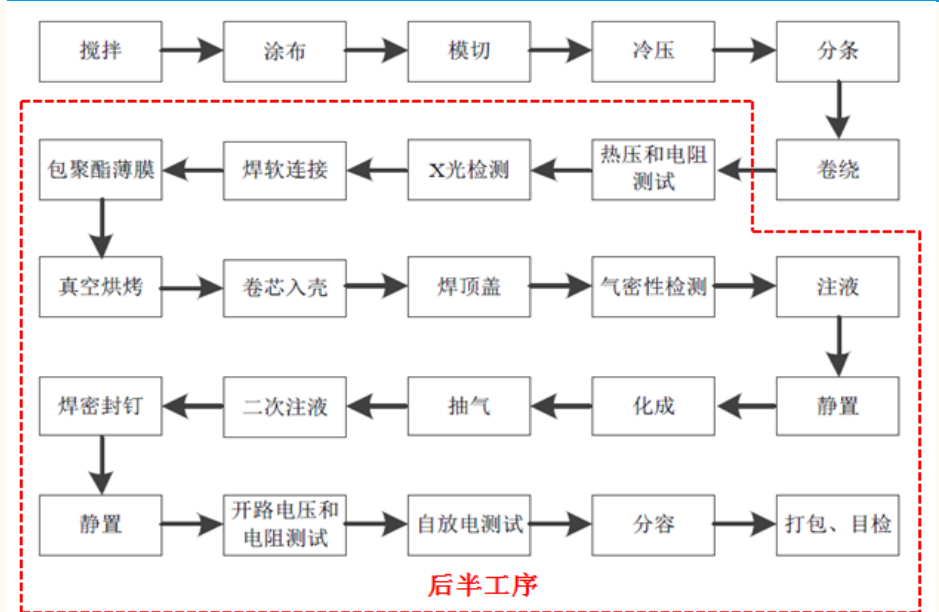 搅拌
涂布
模切
冷压
分条
包聚酯薄膜
焊软连接
X光检测
热压和电阻
测试
卷绕
真空烘烤
卷芯入壳
焊顶盖
气密性检测
注液
焊密封钉
二次注液
抽气
化成
静置
静置
开路电压和
电阻测试
自放电测试
分容
打包、目检
后半工序